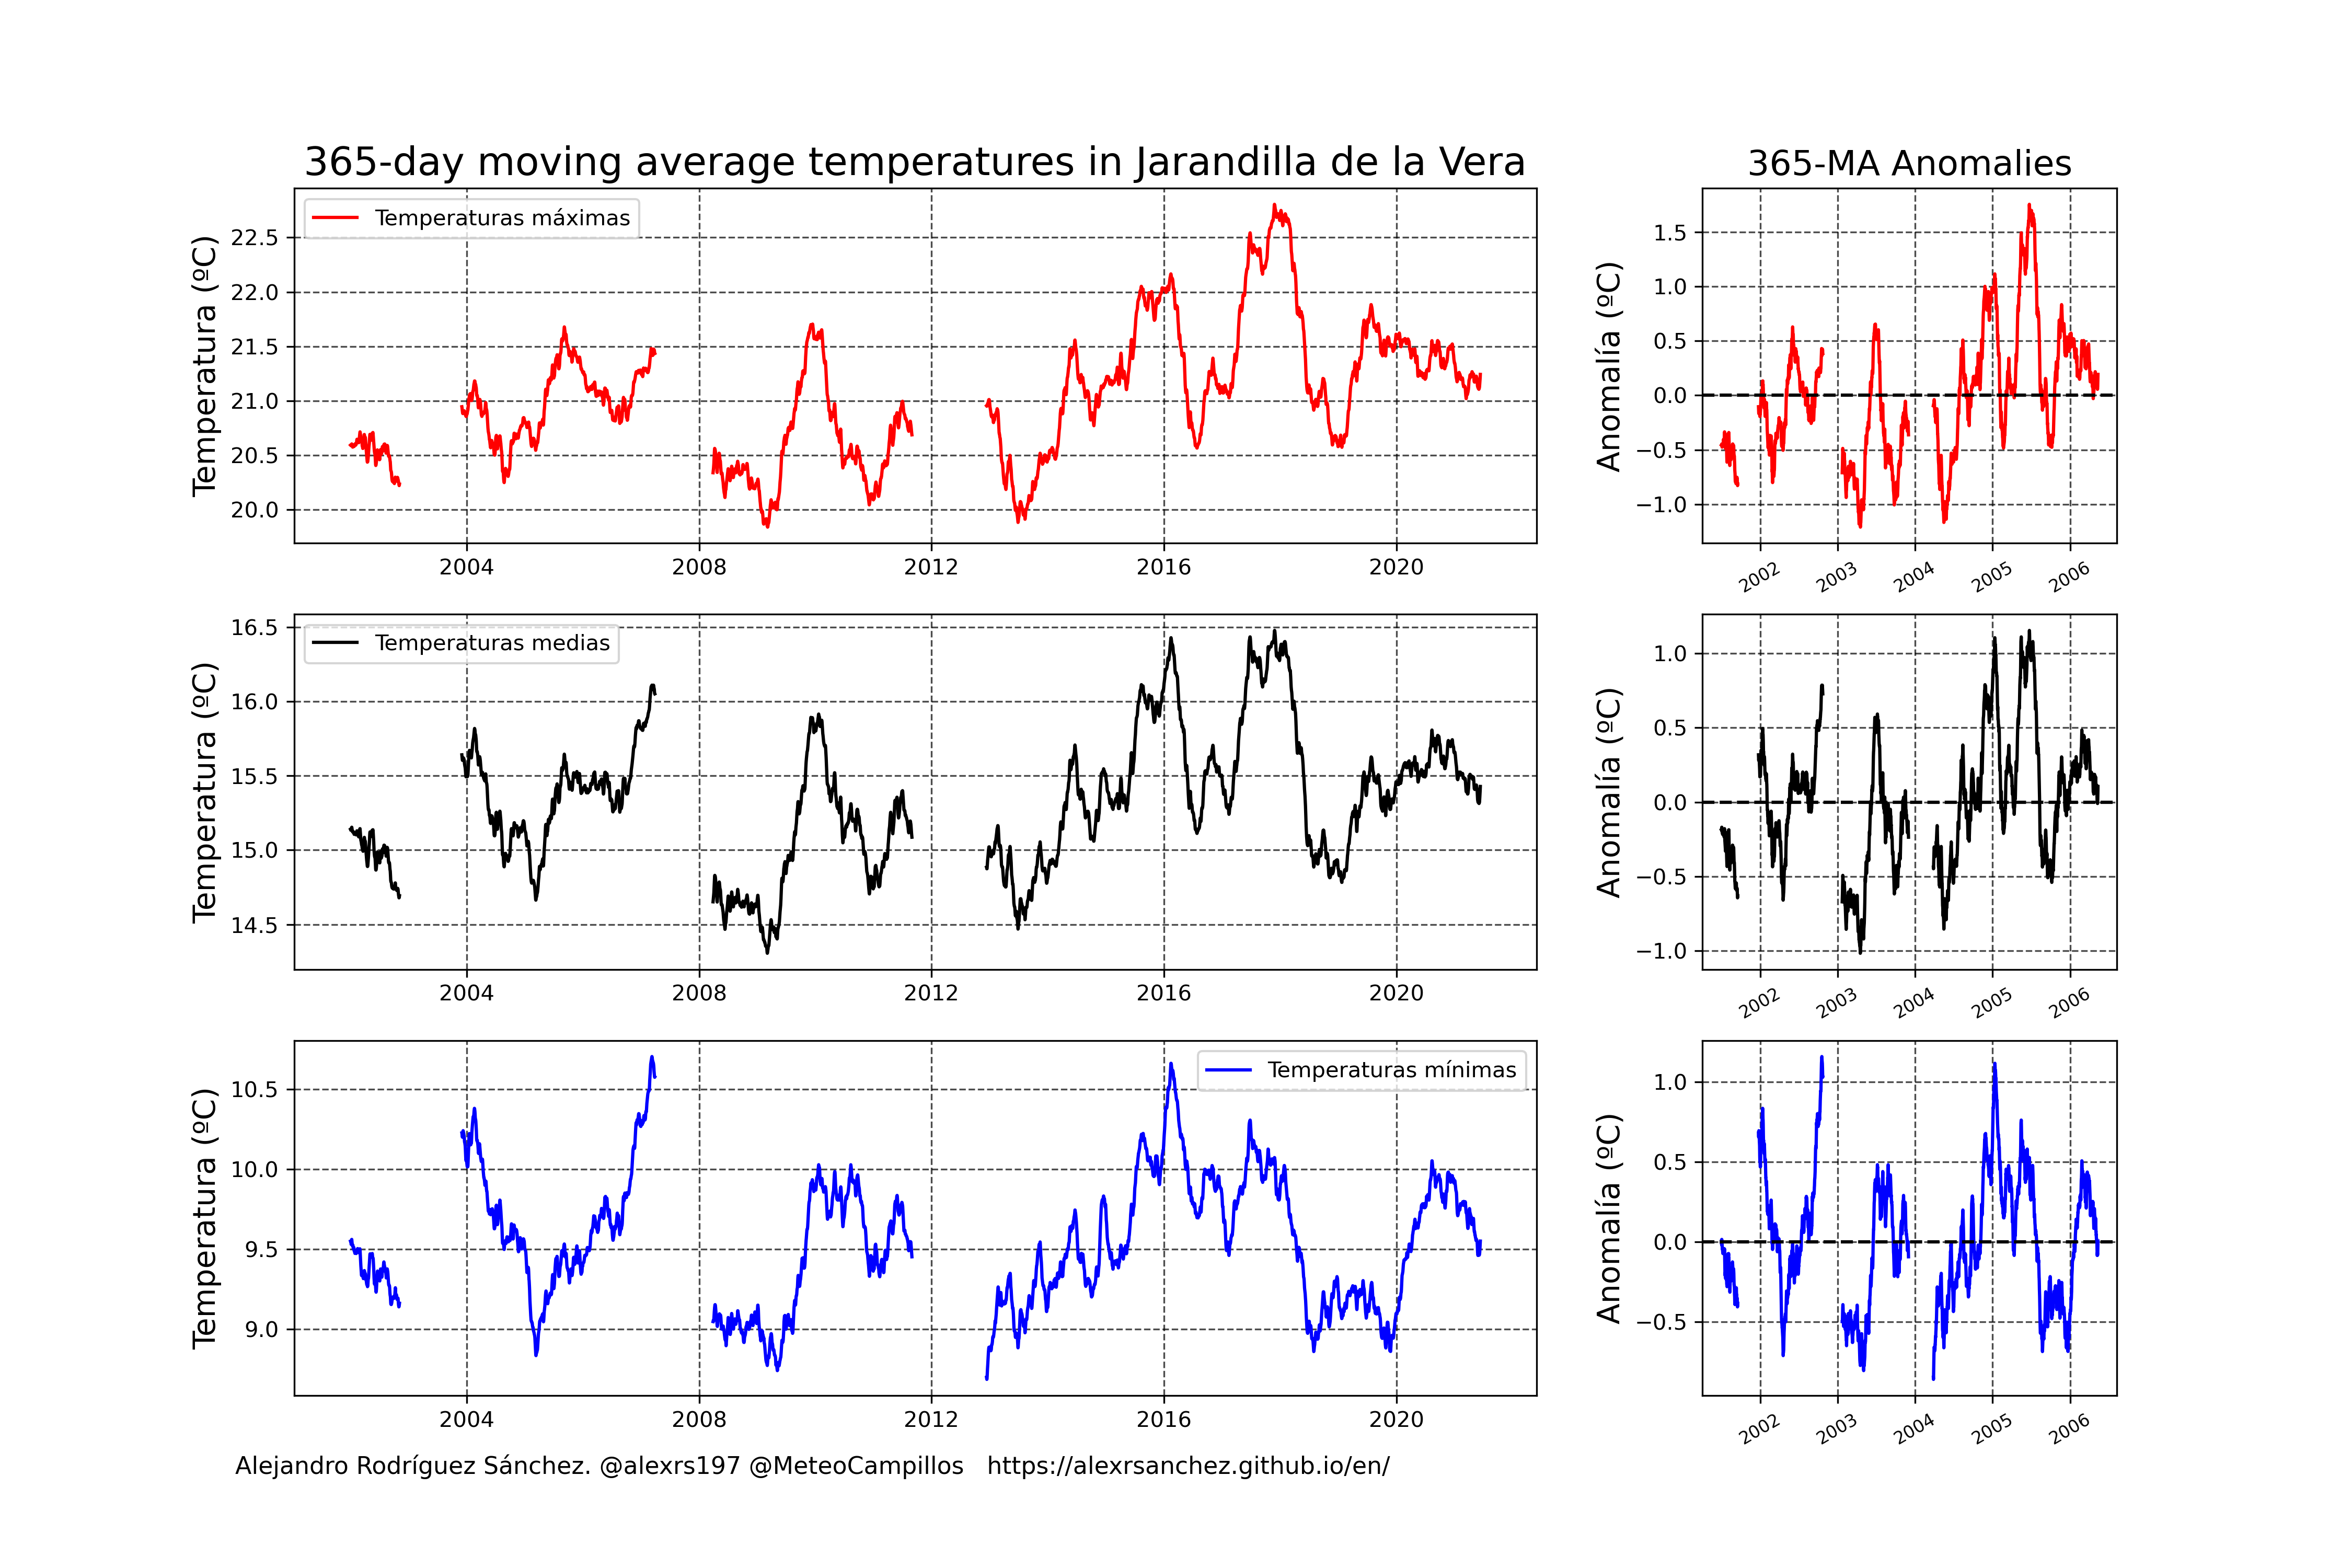 365-day moving average temperatures in Jarandilla de la Vera
365-MA Anomalies
Temperaturas máximas
Temperatura (ºC)
22.5
22.0
21.5
21.0
20.5
20.0
2004 2008 2012 2016 2020
Anomalía (ºC)
1.5
1.0
0.5
0.0
−0.5
−1.0
2002 2003 2004 2005 2006
Temperaturas medias
Temperatura (ºC)
16.5
16.0
15.5
15.0
14.5
2004 2008 2012 2016 2020
Anomalía (ºC)
1.0
0.5
0.0
−0.5
−1.0
2002 2003 2004 2005 2006
Temperaturas mínimas
Temperatura (ºC)
10.5
10.0
9.5
9.0
2004 2008 2012 2016 2020
Anomalía (ºC)
1.0
0.5
0.0
−0.5
2002 2003 2004 2005 2006
Alejandro Rodríguez Sánchez. @alexrs197 @MeteoCampillos https://alexrsanchez.github.io/en/